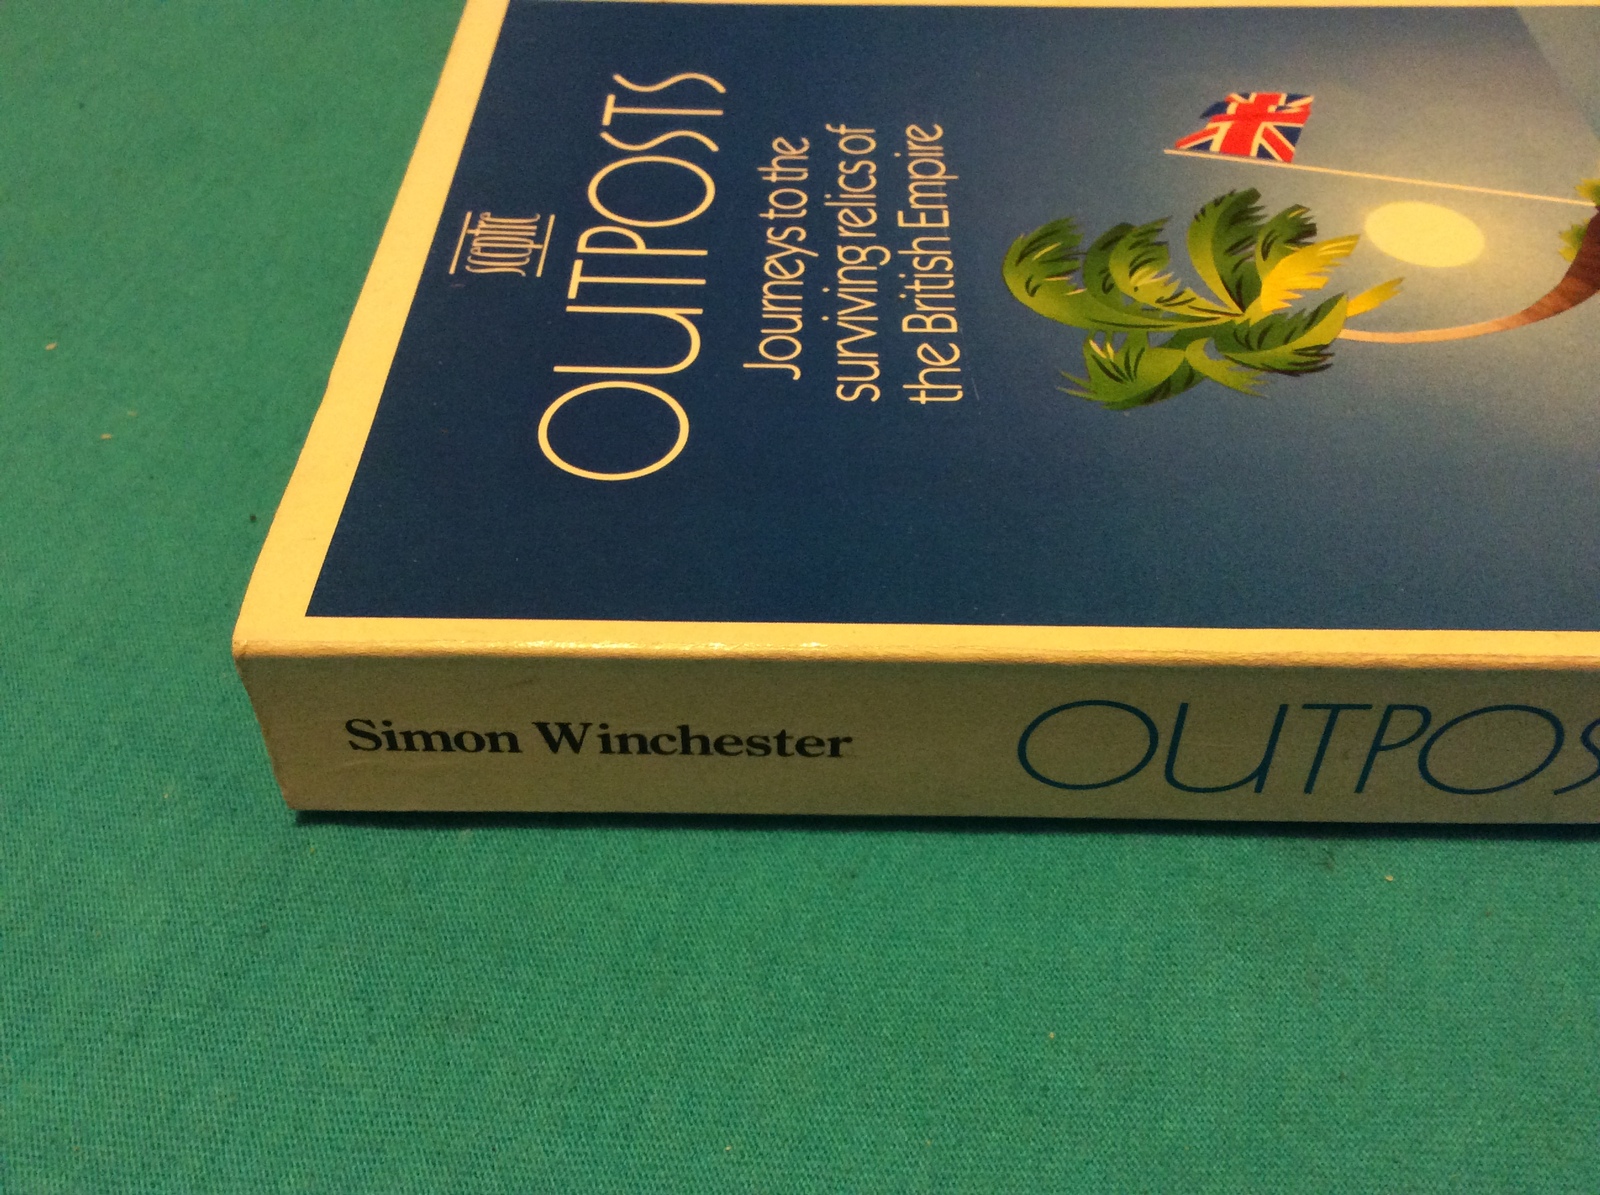 sceptre
OUTPOSTS
Journeys to the
surviving relics of
the British Empire
Simon Winchester
OUTPOS